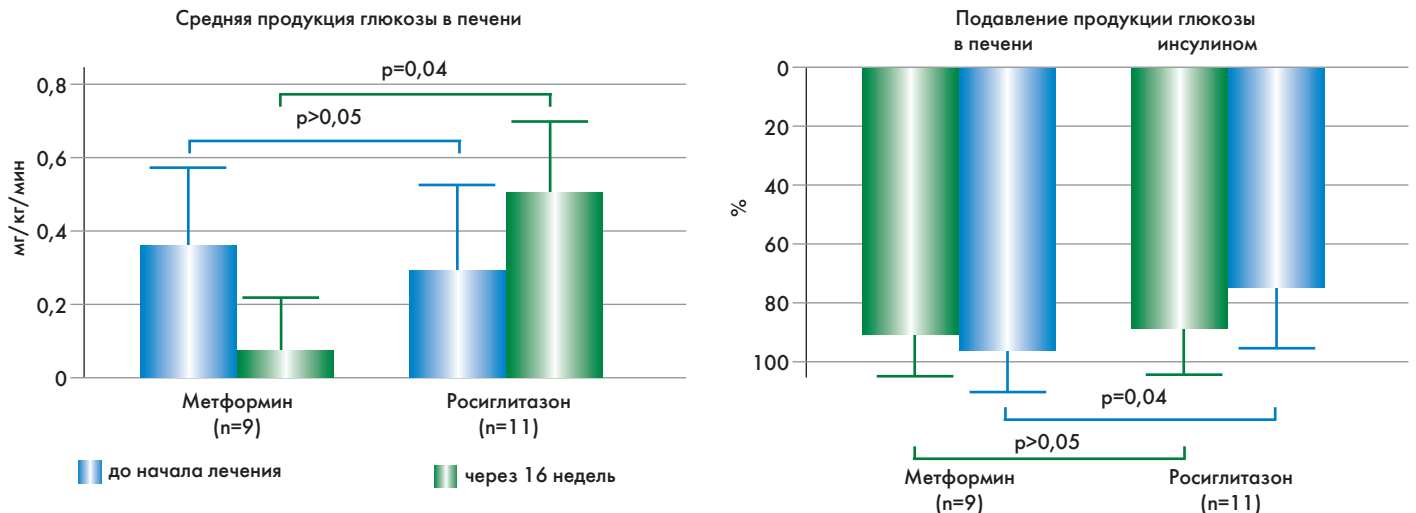 Средняя продукция глюкозы в печени
мг/кг/мин
0,8
0,6
0,4
0,2
0
p=0,04
p>0,05
Метформин
(n=9)
Росиглитазон
(n=11)
до начала лечения
через 16 недель
Подавление продукции глюкозы
в печени инсулином
%
0
20
40
60
80
100
p=0,04
p>0,05
Метформин
(n=9)
Росиглитазон
(n=11)